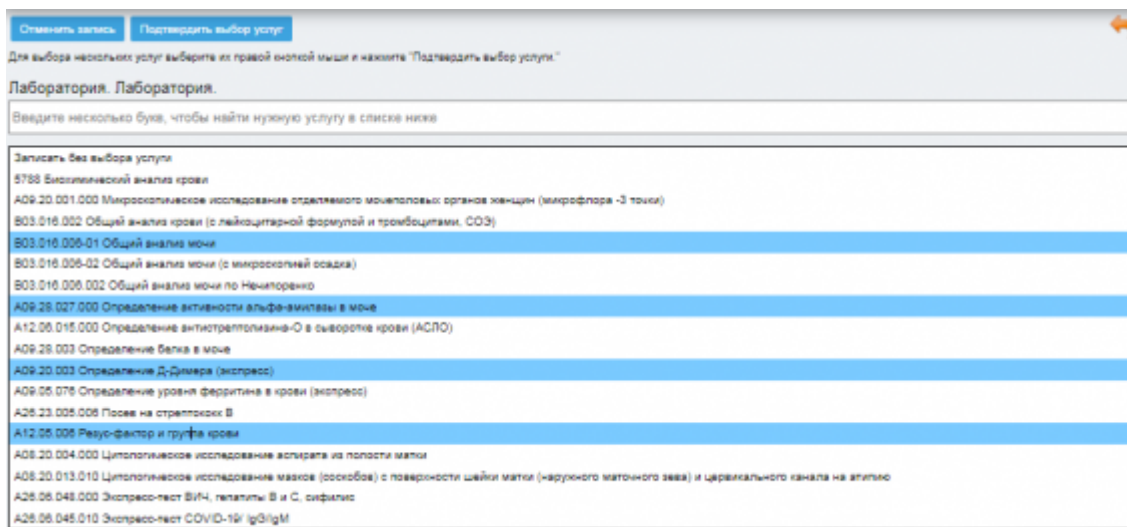 Отменить запись Подтвердить выбор услуг
Для выбора нескольких услуг выберите их правой кнопкой мыши и нажмите "Подтвердить выбор услуги."
Лаборатория. Лаборатория.
Введите несколько букв, чтобы найти нужную услугу в списке ниже
Записать без выбора услуги
5788 Биохимический анализ крови
A09.20.001.000 Микроскопическое исследование отделяемого мочеполовых органов женщин (микрофлора -3 точки)
B03.016.002 Общий анализ крови (с лейкоцитарной формулой и тромбоцитами, СОЭ)
B03.016.006-01 Общий анализ мочи
B03.016.006-02 Общий анализ мочи (с микроскопией осадка)
B03.016.006.002 Общий анализ мочи по Нечипоренко
A09.28.027.000 Определение активности альфа-амилазы в моче
A12.06.015.000 Определение антистрептолизина-О в сыворотке крови (АСЛО)
A09.28.003 Определение белка в моче
A09.20.003 Определение Д-Димера (экспресс)
A09.05.076 Определение уровня ферритина в крови (экспресс)
A26.23.005.006 Посев на стрептококк В
A12.05.006 Резус-фактор и группа крови
A08.20.004.000 Цитологическое исследование аспирата из полости матки
A08.20.013.010 Цитологическое исследование мазков (соскобов) с поверхности шейки матки (наружного маточного зева) и цервикального канала на атипию
A26.06.048.000 Экспресс-тест ВИЧ, гепатиты В и С, сифилис
A26.06.045.010 Экспресс-тест COVID-19/ IgG/IgM